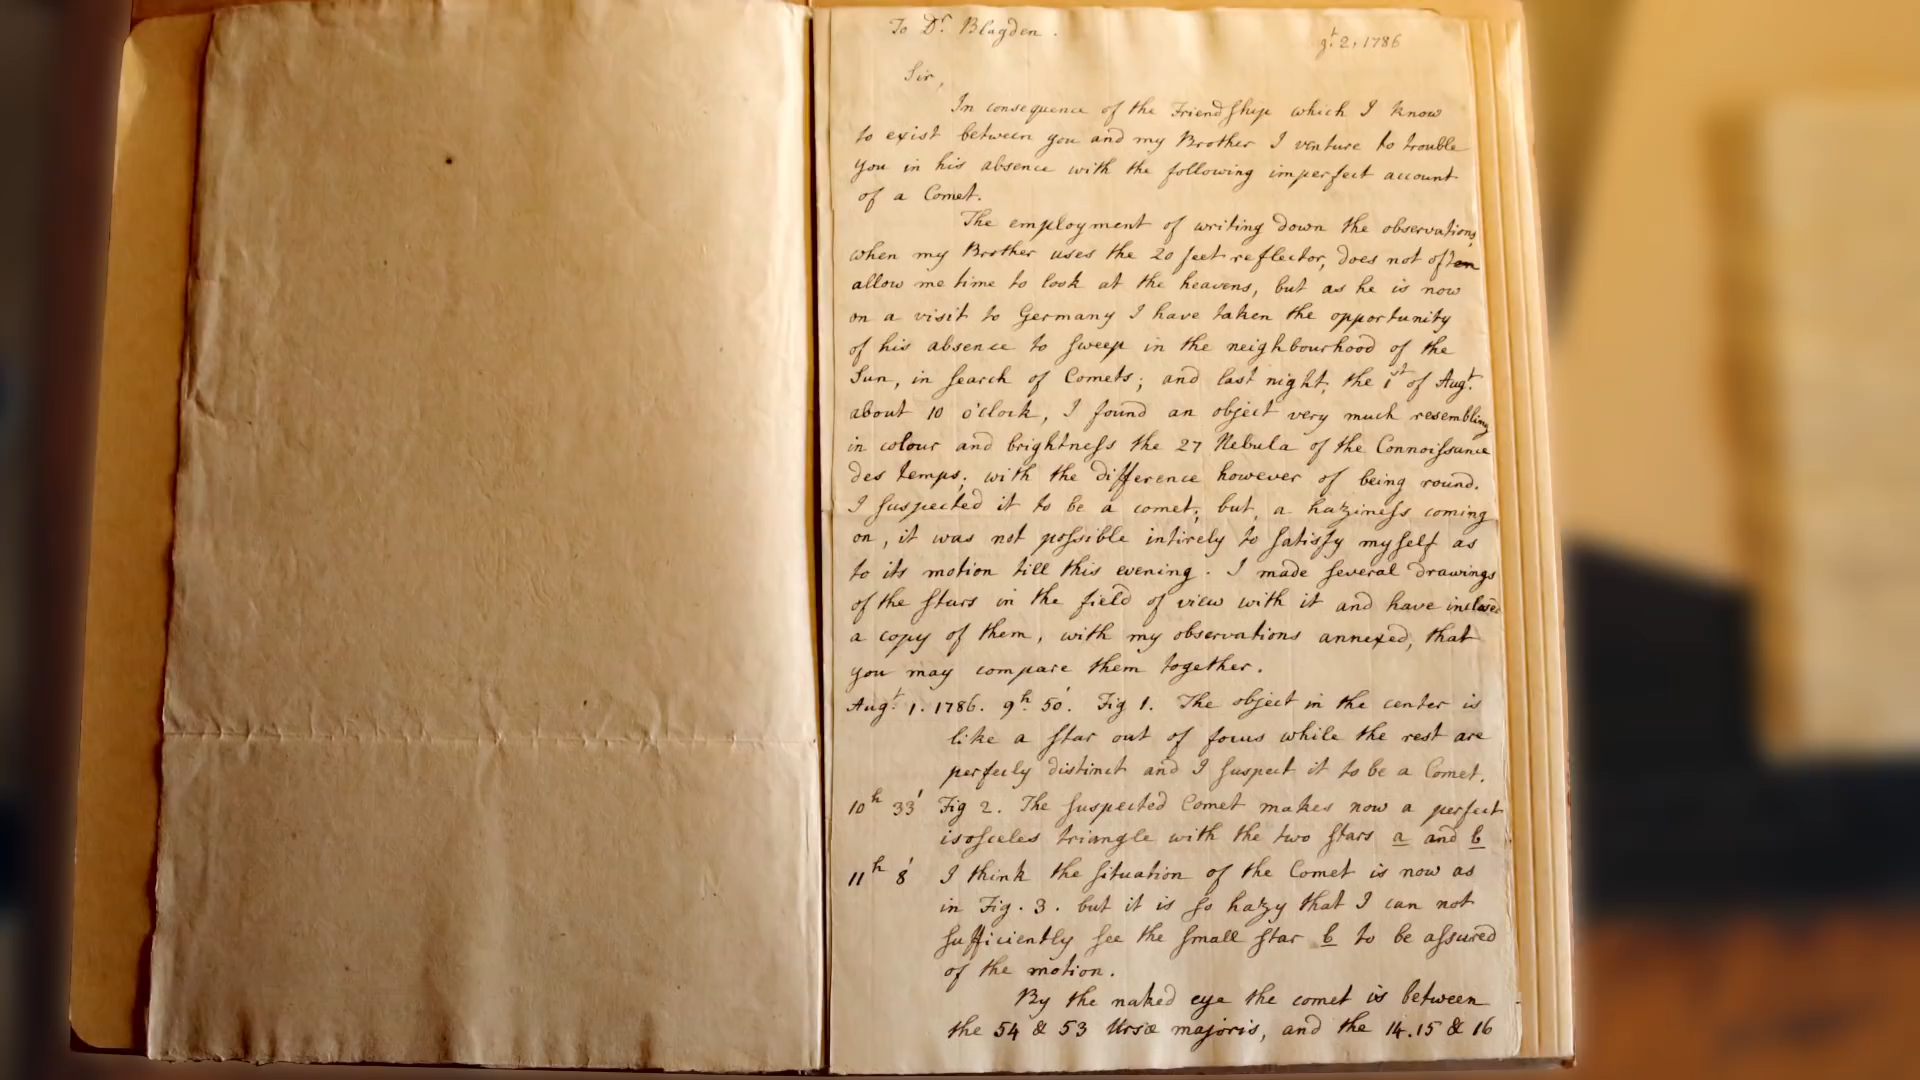 To Dr. Blagden.
gt. 2, 1786
Sir,
In consequence of the Friendship which I know
to exist between you and my Brother I venture to trouble
you in his absence with the following imperfect account
of a Comet.
The employment of writing down the observations,
when my Brother uses the 20 feet reflector, does not often
allow me time to look at the heavens, but as he is now
on a visit to Germany I have taken the opportunity
of his absence to sweep in the neighbourhood of the
Sun, in search of Comets; and last night, the 1st of Augt.
about 10 o'clock, I found an object very much resembling
in colour and brightness the 27 Nebula of the Connoissance
des temps, with the difference however of being round.
I suspected it to be a comet; but, a haziness coming
on, it was not possible intirely to satisfy myself as
to its motion till this evening. I made several drawings
of the stars in the field of view with it and have inclosed
a copy of them, with my observations annexed, that
you may compare them together.
Augt. 1. 1786. 9h. 50'. Fig 1. The object in the center is
like a star out of focus while the rest are
perfecly distinct and I suspect it to be a Comet.
10h 33' Fig 2. The suspected Comet makes now a perfect
isosceles triangle with the two stars a and b
11h 8' I think the situation of the Comet is now as
in Fig. 3. but it is so hazy that I can not
sufficiently see the small star b to be assured
of the motion.
By the naked eye the comet is between
the 54 & 53 Ursæ majoris, and the 14.15 & 16